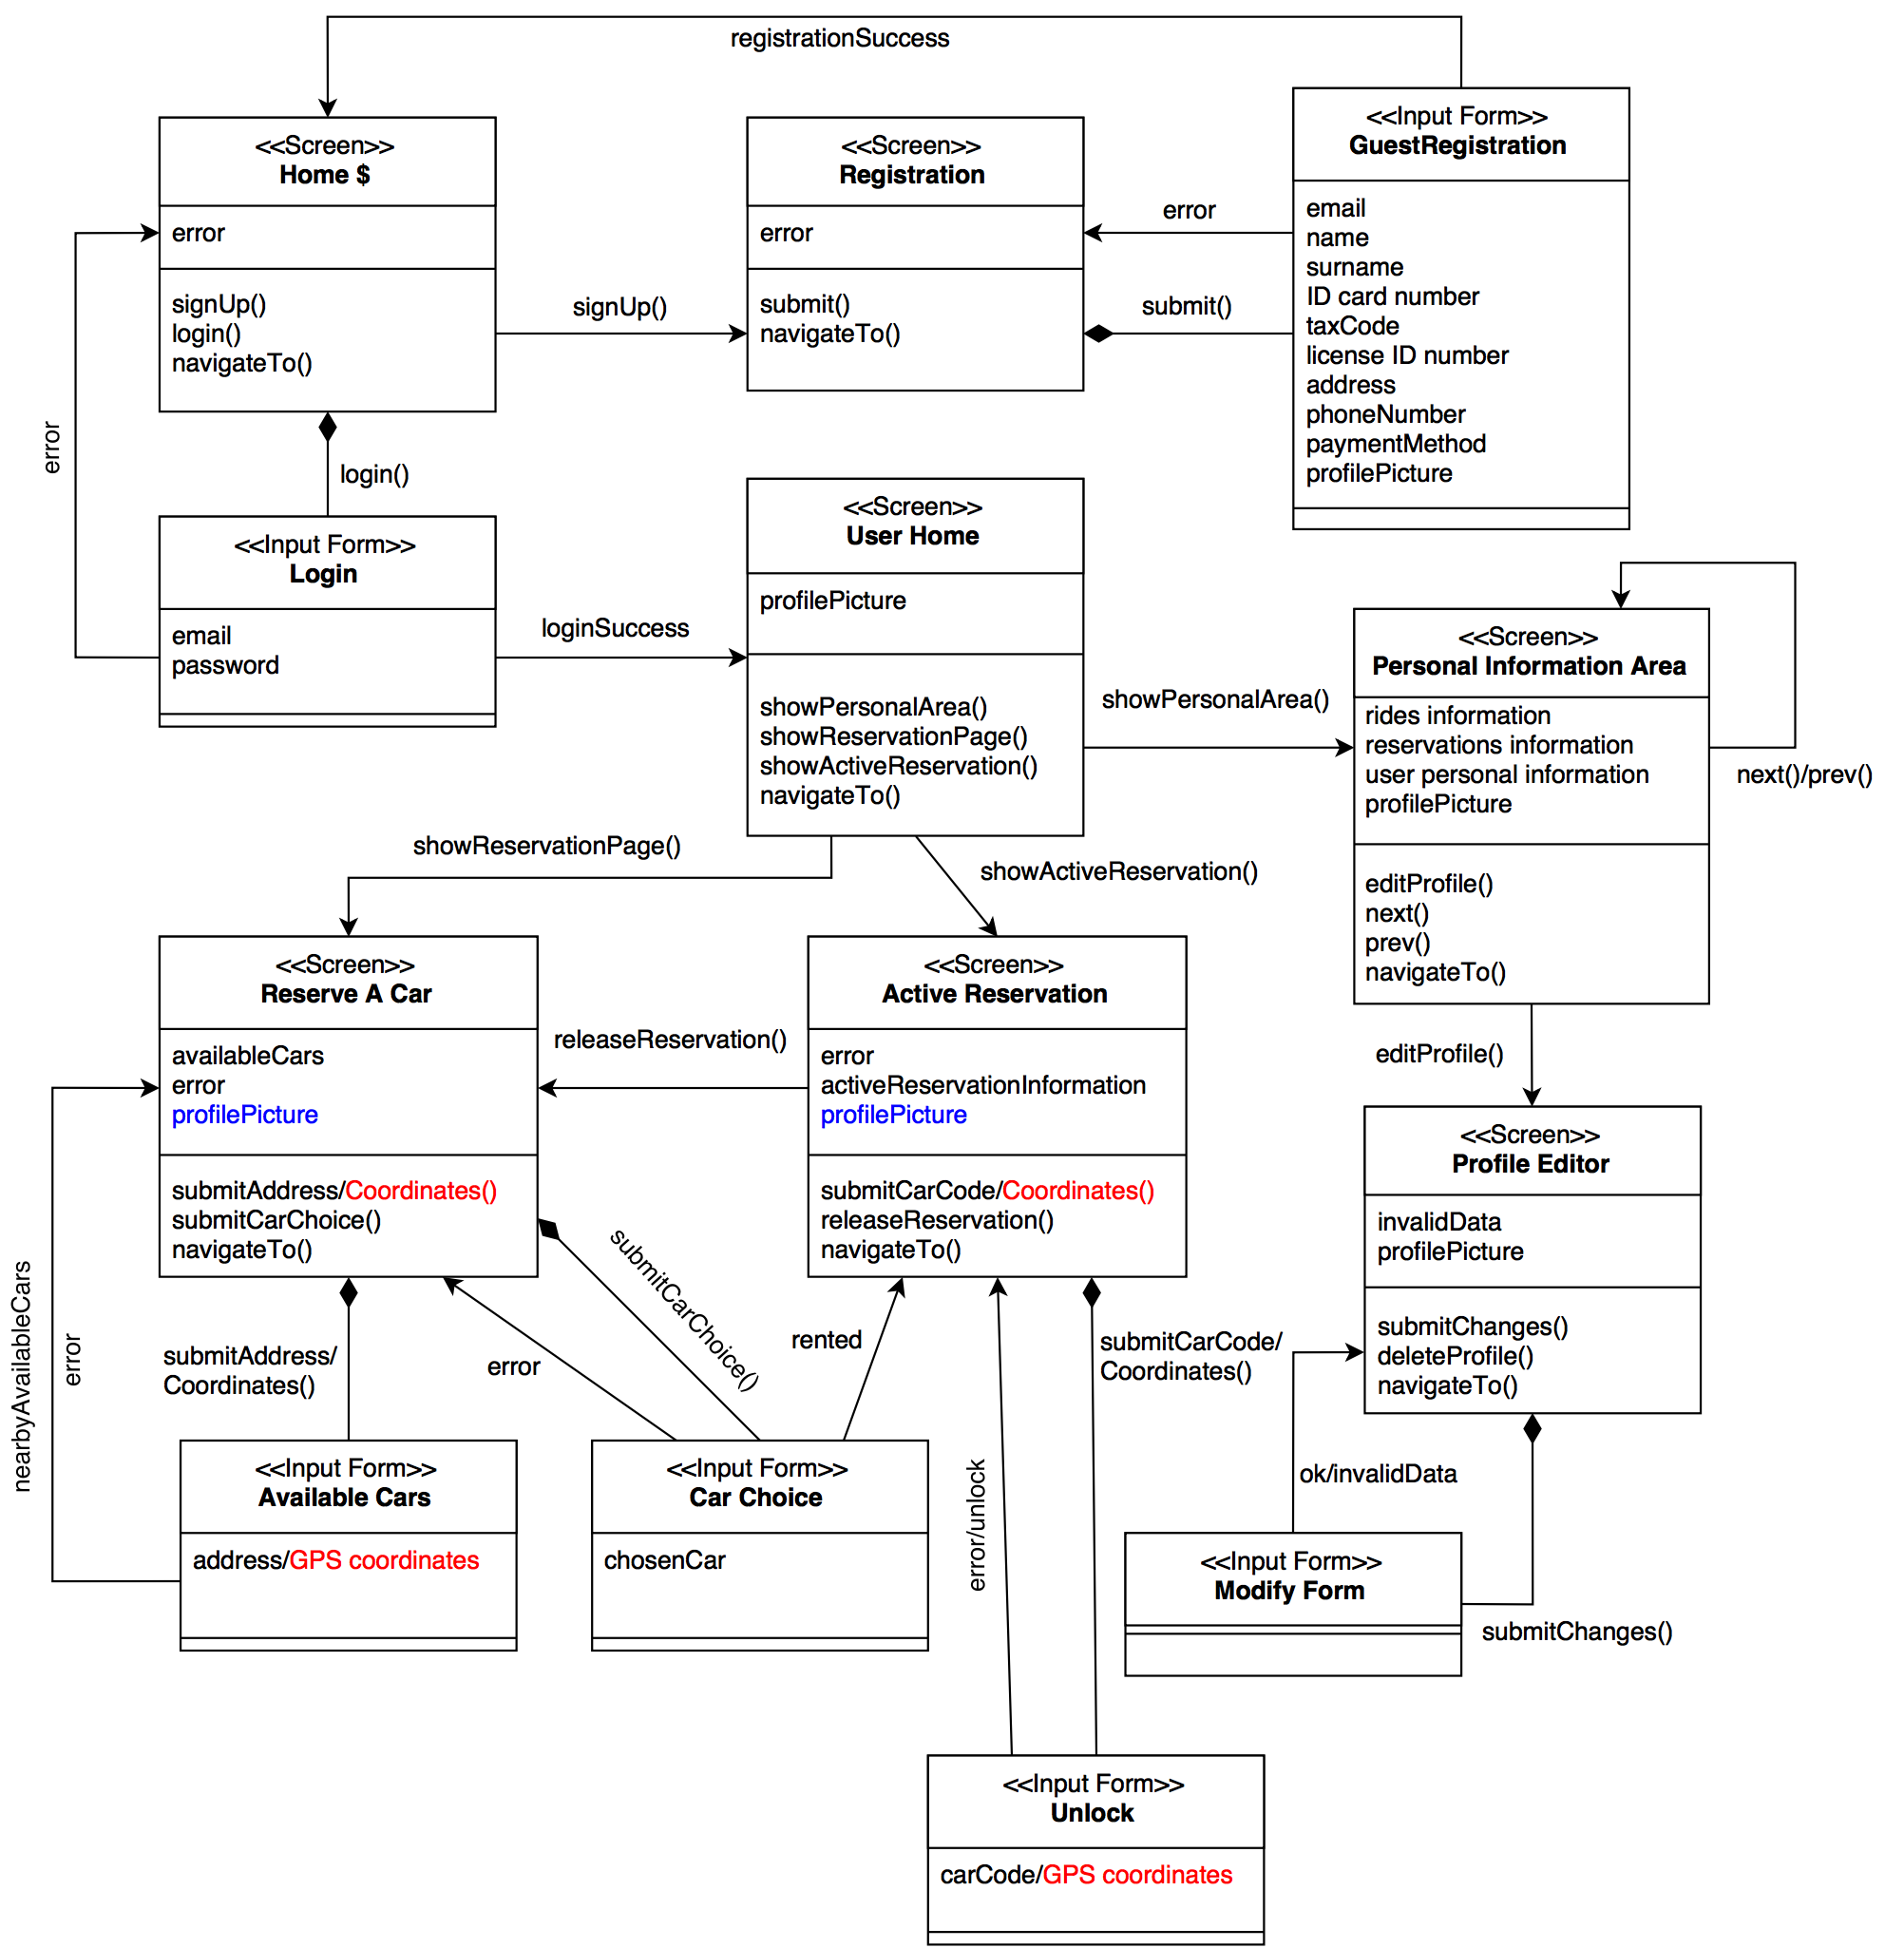 registrationSuccess
<<Screen>>
Home $
error
signUp()
login()
navigateTo()
signUp()
<<Screen>>
Registration
error
submit()
navigateTo()
error
submit()
<<Input Form>>
GuestRegistration
email
name
surname
ID card number
taxCode
license ID number
address
phoneNumber
paymentMethod
profilePicture
error
login()
<<Input Form>>
Login
email
password
loginSuccess
<<Screen>>
User Home
profilePicture
showPersonalArea()
showReservationPage()
showActiveReservation()
navigateTo()
showPersonalArea()
<<Screen>>
Personal Information Area
rides information
reservations information
user personal information
profilePicture
editProfile()
next()
prev()
navigateTo()
next()/prev()
showReservationPage()
showActiveReservation()
<<Screen>>
Reserve A Car
availableCars
error
profilePicture
submitAddress/Coordinates()
submitCarChoice()
navigateTo()
releaseReservation()
<<Screen>>
Active Reservation
error
activeReservationInformation
profilePicture
submitCarCode/Coordinates()
releaseReservation()
navigateTo()
editProfile()
<<Screen>>
Profile Editor
invalidData
profilePicture
submitChanges()
deleteProfile()
navigateTo()
nearbyAvailableCars
error
submitAddress/
Coordinates()
error
submitCarChoice()
rented
error/unlock
submitCarCode/
Coordinates()
ok/invalidData
submitChanges()
<<Input Form>>
Available Cars
address/GPS coordinates
<<Input Form>>
Car Choice
chosenCar
<<Input Form>>
Modify Form
<<Input Form>>
Unlock
carCode/GPS coordinates